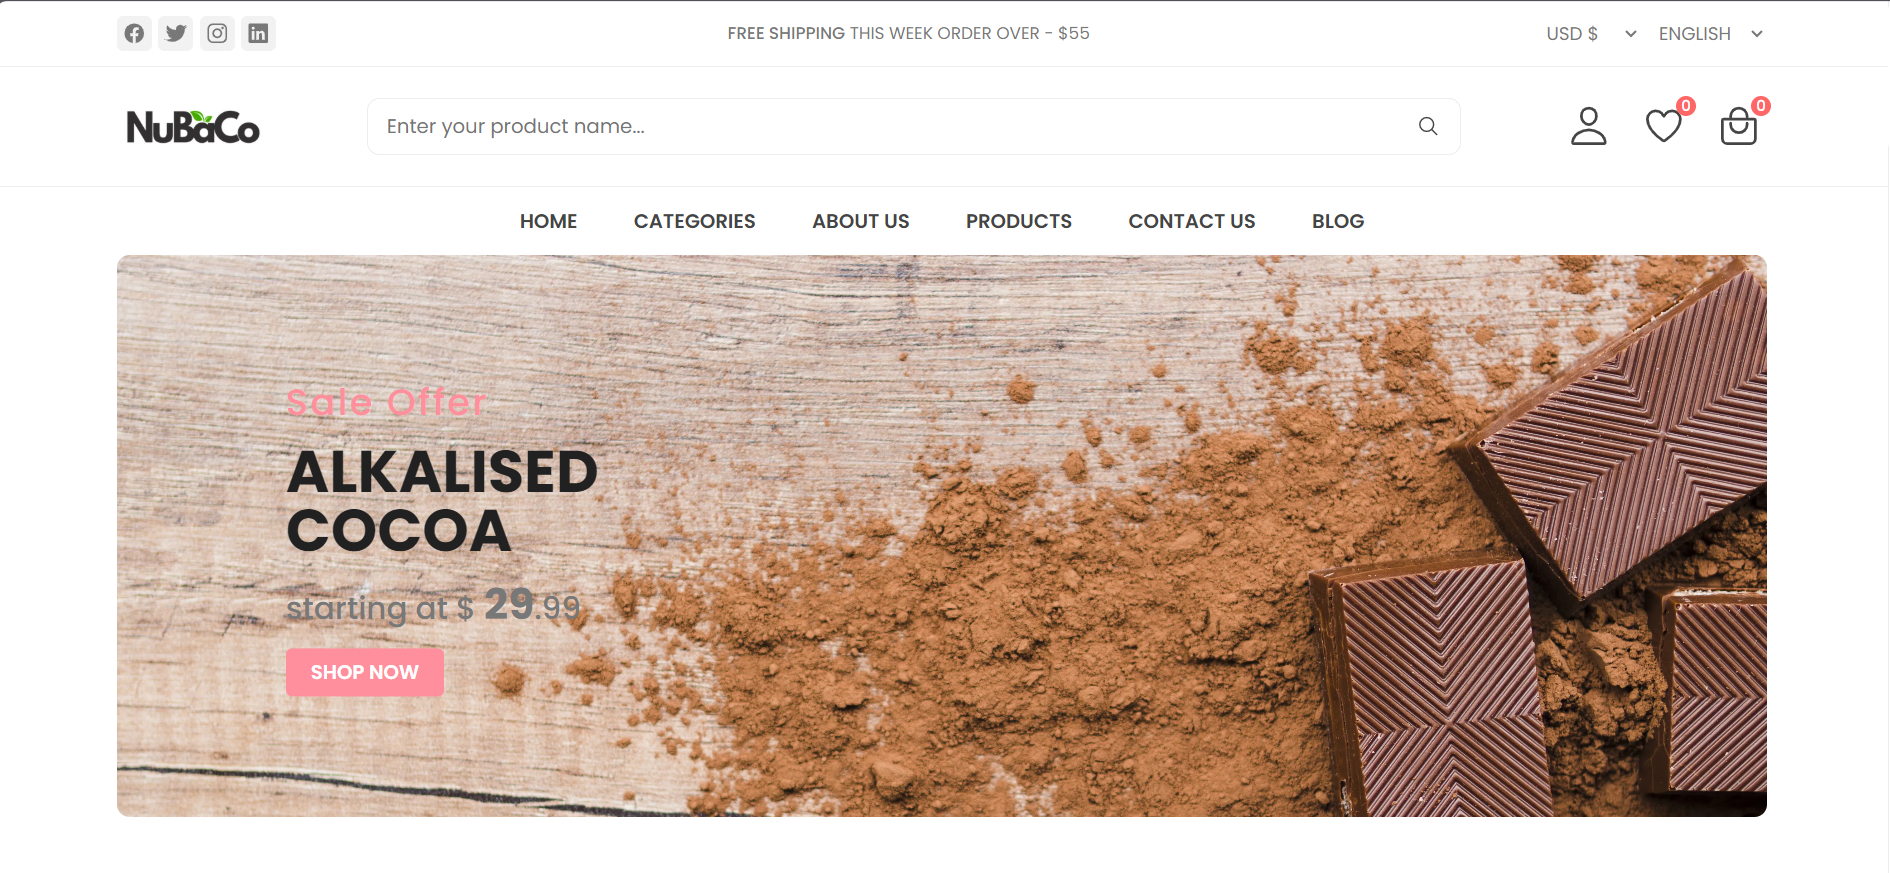 FREE SHIPPING THIS WEEK ORDER OVER - $55
USD $
ENGLISH
NuBaCo
Enter your product name...
0
0
HOME
CATEGORIES
ABOUT US
PRODUCTS
CONTACT US
BLOG
Sale Offer
ALKALISED
COCOA
starting at $ 29.99
SHOP NOW